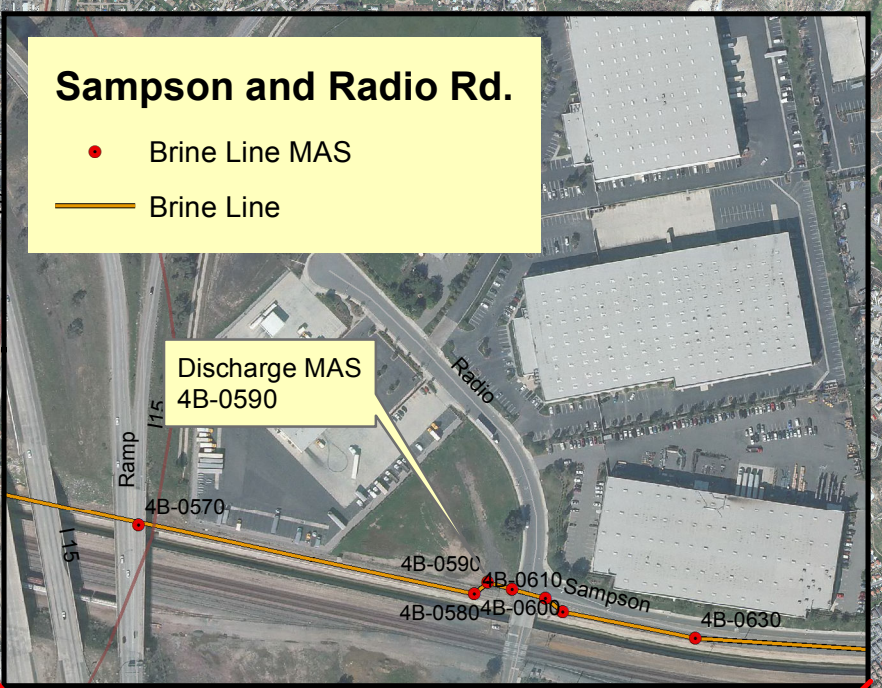 Sampson and Radio Rd.
Brine Line MAS
Brine Line
Discharge MAS
4B-0590
Radio
I 15
Ramp
4B-0570
I 15
4B-0590
4B-0610
Sampson
4B-0580
4B-0600
4B-0630